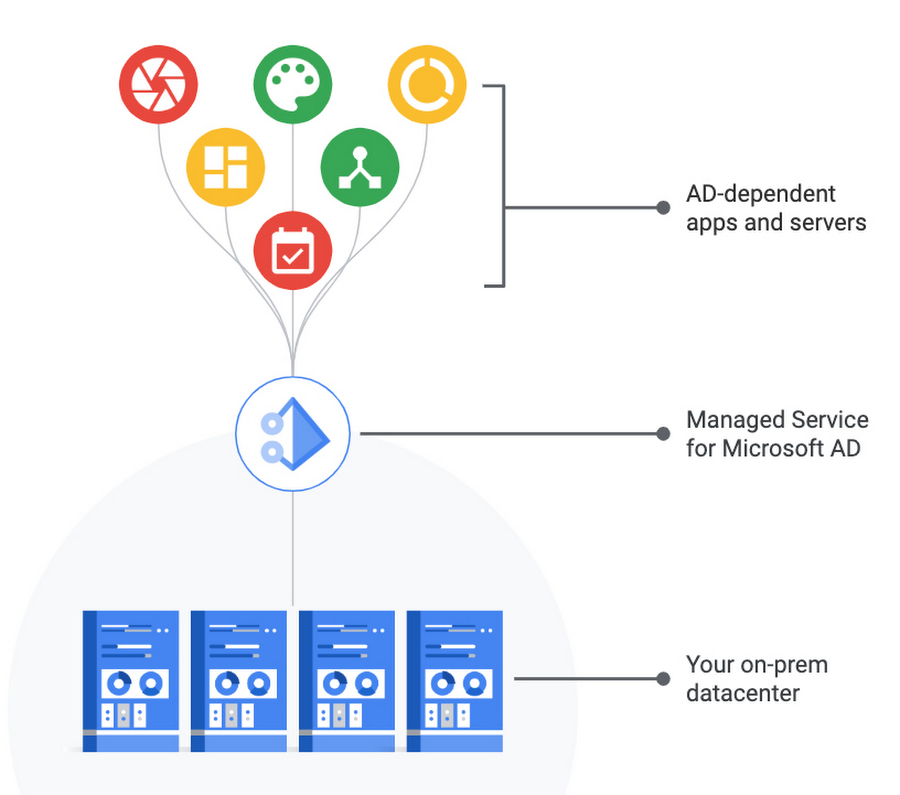 AD-dependent
apps and servers
Managed Service
for Microsoft AD
Your on-prem
datacenter